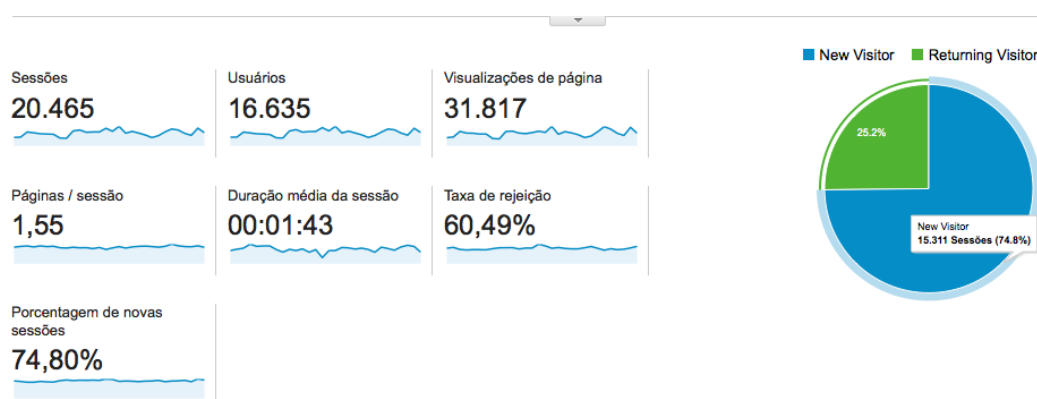 New Visitor
Returning Visitor
Sessões
20.465
Usuários
16.635
Visualizações de página
31.817
25.2%
Páginas / sessão
1,55
Duração média da sessão
00:01:43
Taxa de rejeição
60,49%
New Visitor
15.311 Sessões (74.8%)
Porcentagem de novas
sessões
74,80%